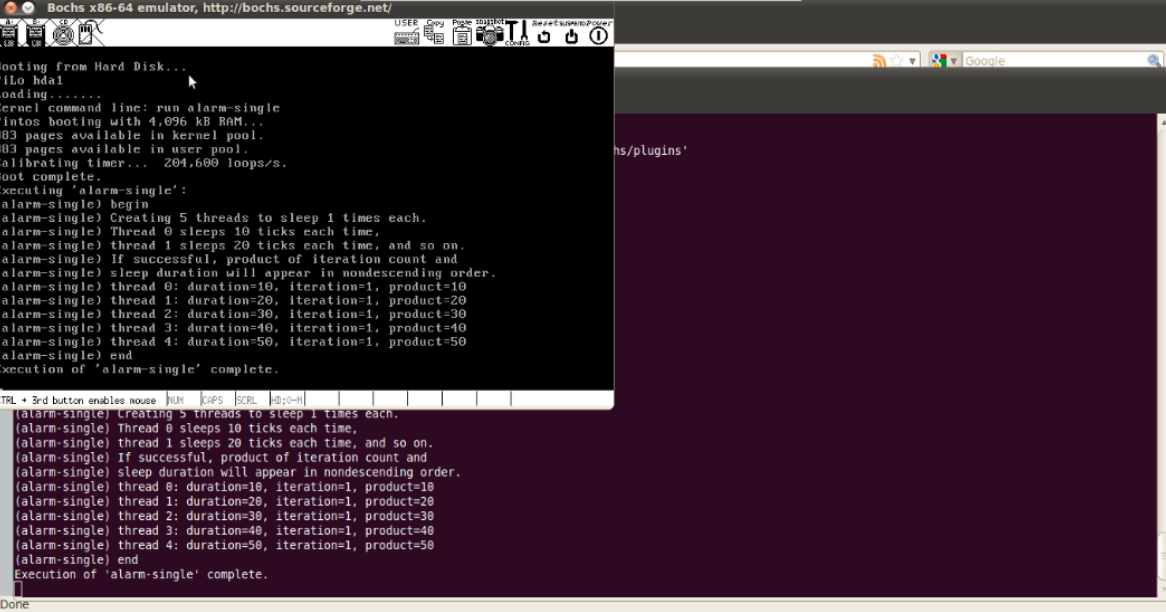 Bochs x86-64 emulator, http://bochs.sourceforge.net/
A: B: CD USER Copy Paste snapshot CONFIG Reset SUSPEND Power
Google
ooting from Hard Disk...
iLo hda1
oading.......
ernel command line: run alarm-single
intos booting with 4,096 kB RAM...
83 pages available in kernel pool.
83 pages available in user pool.
alibrating timer... 204,600 loops/s.
oot complete.
xecuting 'alarm-single':
alarm-single) begin
alarm-single) Creating 5 threads to sleep 1 times each.
alarm-single) Thread 0 sleeps 10 ticks each time,
alarm-single) thread 1 sleeps 20 ticks each time, and so on.
alarm-single) If successful, product of iteration count and
alarm-single) sleep duration will appear in nondescending order.
alarm-single) thread 0: duration=10, iteration=1, product=10
alarm-single) thread 1: duration=20, iteration=1, product=20
alarm-single) thread 2: duration=30, iteration=1, product=30
alarm-single) thread 3: duration=40, iteration=1, product=40
alarm-single) thread 4: duration=50, iteration=1, product=50
alarm-single) end
xecution of 'alarm-single' complete.
hs/plugins'
CTRL + 3rd button enables mouse NUM CAPS SCRL HD:0-M
(alarm-single) Creating 5 threads to sleep 1 times each.
(alarm-single) Thread 0 sleeps 10 ticks each time,
(alarm-single) thread 1 sleeps 20 ticks each time, and so on.
(alarm-single) If successful, product of iteration count and
(alarm-single) sleep duration will appear in nondescending order.
(alarm-single) thread 0: duration=10, iteration=1, product=10
(alarm-single) thread 1: duration=20, iteration=1, product=20
(alarm-single) thread 2: duration=30, iteration=1, product=30
(alarm-single) thread 3: duration=40, iteration=1, product=40
(alarm-single) thread 4: duration=50, iteration=1, product=50
(alarm-single) end
Execution of 'alarm-single' complete.
Done